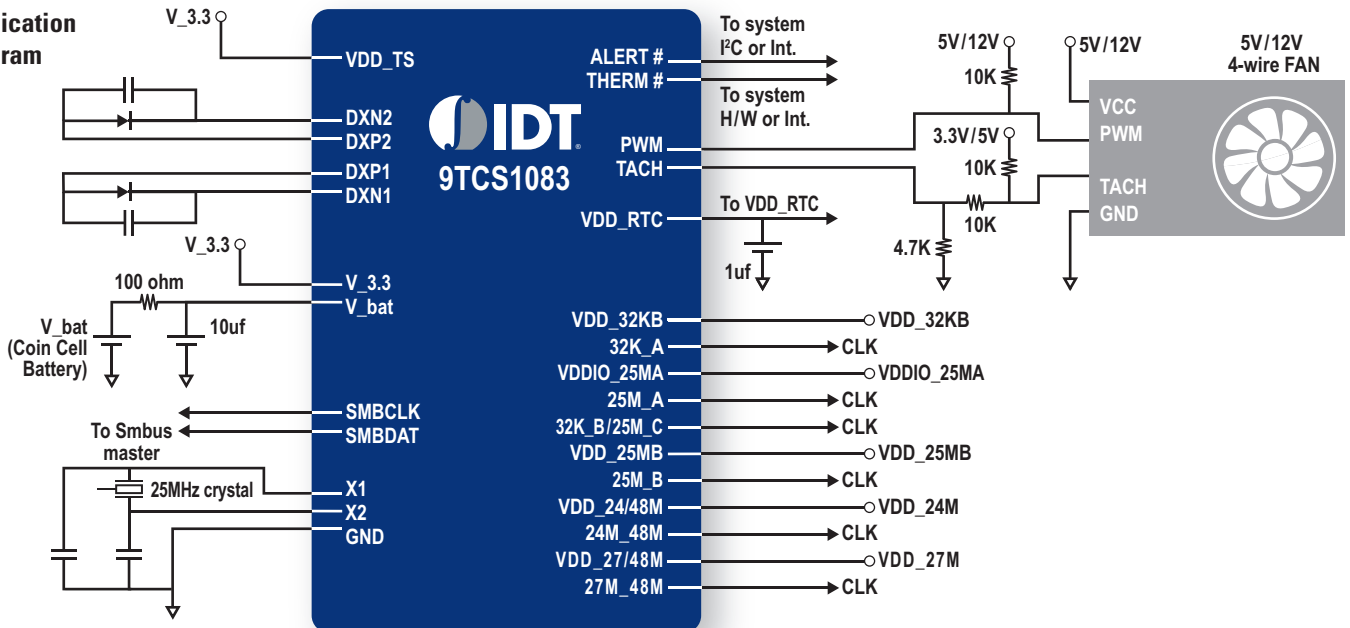 ication
ram
V_3.3
VDD_TS
DXN2
DXP2
DXP1
DXN1
V_3.3
V_3.3
V_bat
100 ohm
10uf
V_bat
(Coin Cell
Battery)
SMBCLK
SMBDAT
To Smbus
master
25MHz crystal
X1
X2
GND
IDT
9TCS1083
ALERT #
THERM #
PWM
TACH
VDD_RTC
VDD_32KB
32K_A
VDDIO_25MA
25M_A
32K_B/25M_C
VDD_25MB
25M_B
VDD_24/48M
24M_48M
VDD_27/48M
27M_48M
To system
I²C or Int.
To system
H/W or Int.
To VDD_RTC
1uf
5V/12V
10K
3.3V/5V
10K
10K
4.7K
5V/12V
5V/12V
4-wire FAN
VCC
PWM
TACH
GND
VDD_32KB
CLK
VDDIO_25MA
CLK
CLK
VDD_25MB
CLK
VDD_24M
CLK
VDD_27M
CLK